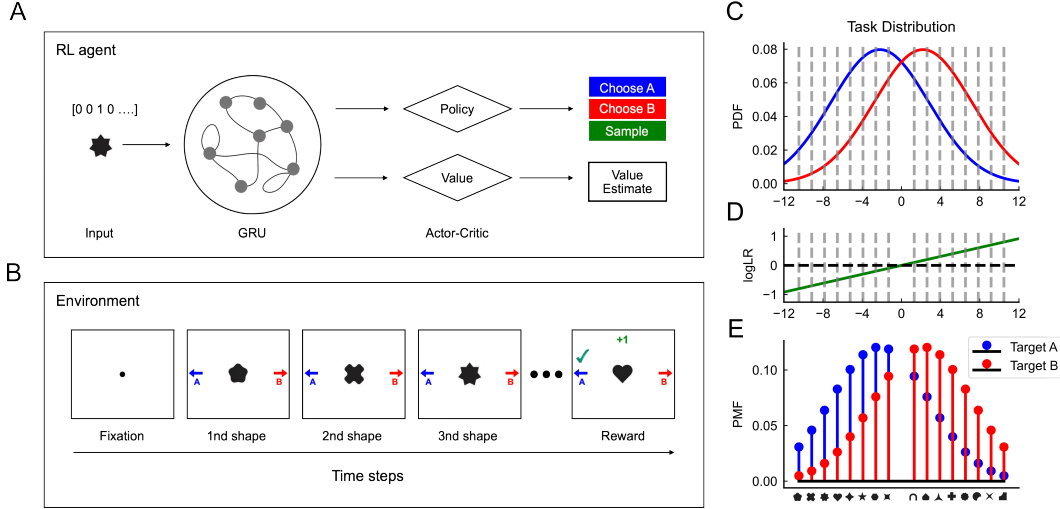 A
RL agent
[0 0 1 0 ....]
Input
GRU
Policy
Value
Actor-Critic
Choose A
Choose B
Sample
Value
Estimate
B
Environment
A B A B A B A B
+1
Fixation
1nd shape
2nd shape
3nd shape
Reward
Time steps
C
Task Distribution
PDF
0.08
0.06
0.04
0.02
0.00
−12 −8 −4 0 4 8 12
D
logLR
1
0
−1
−12 −8 −4 0 4 8 12
E
Target A
Target B
PMF
0.10
0.05
0.00